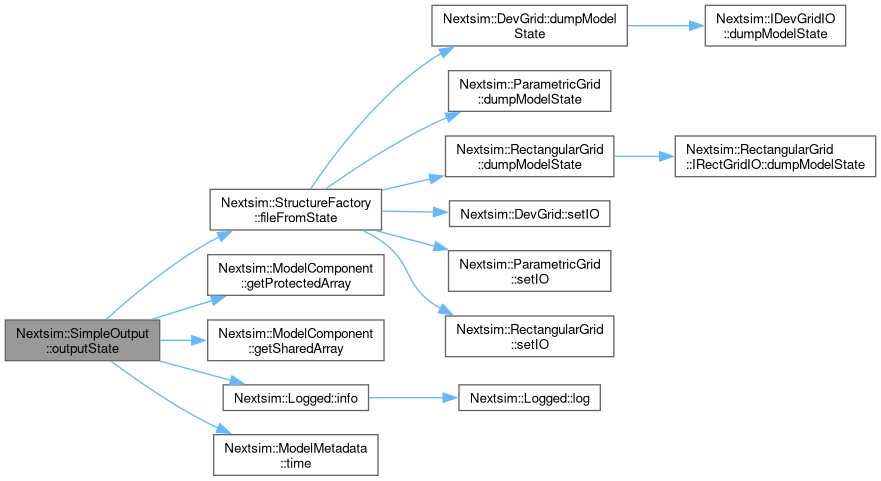 Nextsim::SimpleOutput
::outputState
Nextsim::StructureFactory
::fileFromState
Nextsim::DevGrid::dumpModel
State
Nextsim::IDevGridIO
::dumpModelState
Nextsim::ParametricGrid
::dumpModelState
Nextsim::RectangularGrid
::dumpModelState
Nextsim::RectangularGrid
::IRectGridIO::dumpModelState
Nextsim::DevGrid::setIO
Nextsim::ParametricGrid
::setIO
Nextsim::RectangularGrid
::setIO
Nextsim::ModelComponent
::getProtectedArray
Nextsim::ModelComponent
::getSharedArray
Nextsim::Logged::info
Nextsim::Logged::log
Nextsim::ModelMetadata
::time